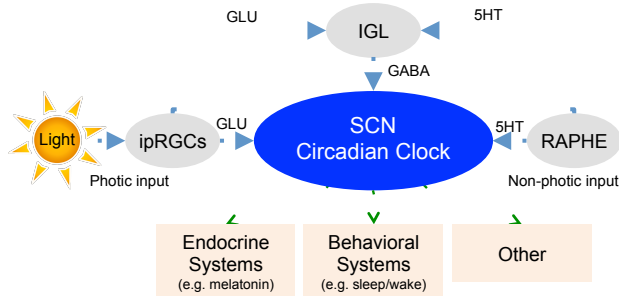 GLU
5HT
IGL
GABA
Light
ipRGCs
GLU
SCN
Circadian Clock
5HT
RAPHE
Photic input
Non-photic input
Endocrine
Systems
(e.g. melatonin)
Behavioral
Systems
(e.g. sleep/wake)
Other